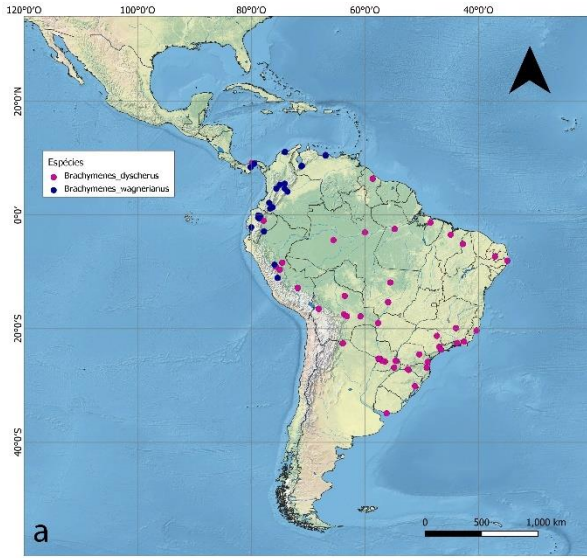 120°0'O 100°0'O 80°0'O 60°0'O 40°0'O
20°0'N
Espécies
Brachymenes_dyscherus
Brachymenes_wagnerianus
0°0'
20°0'S
40°0'S
a
0 500 1,000 km